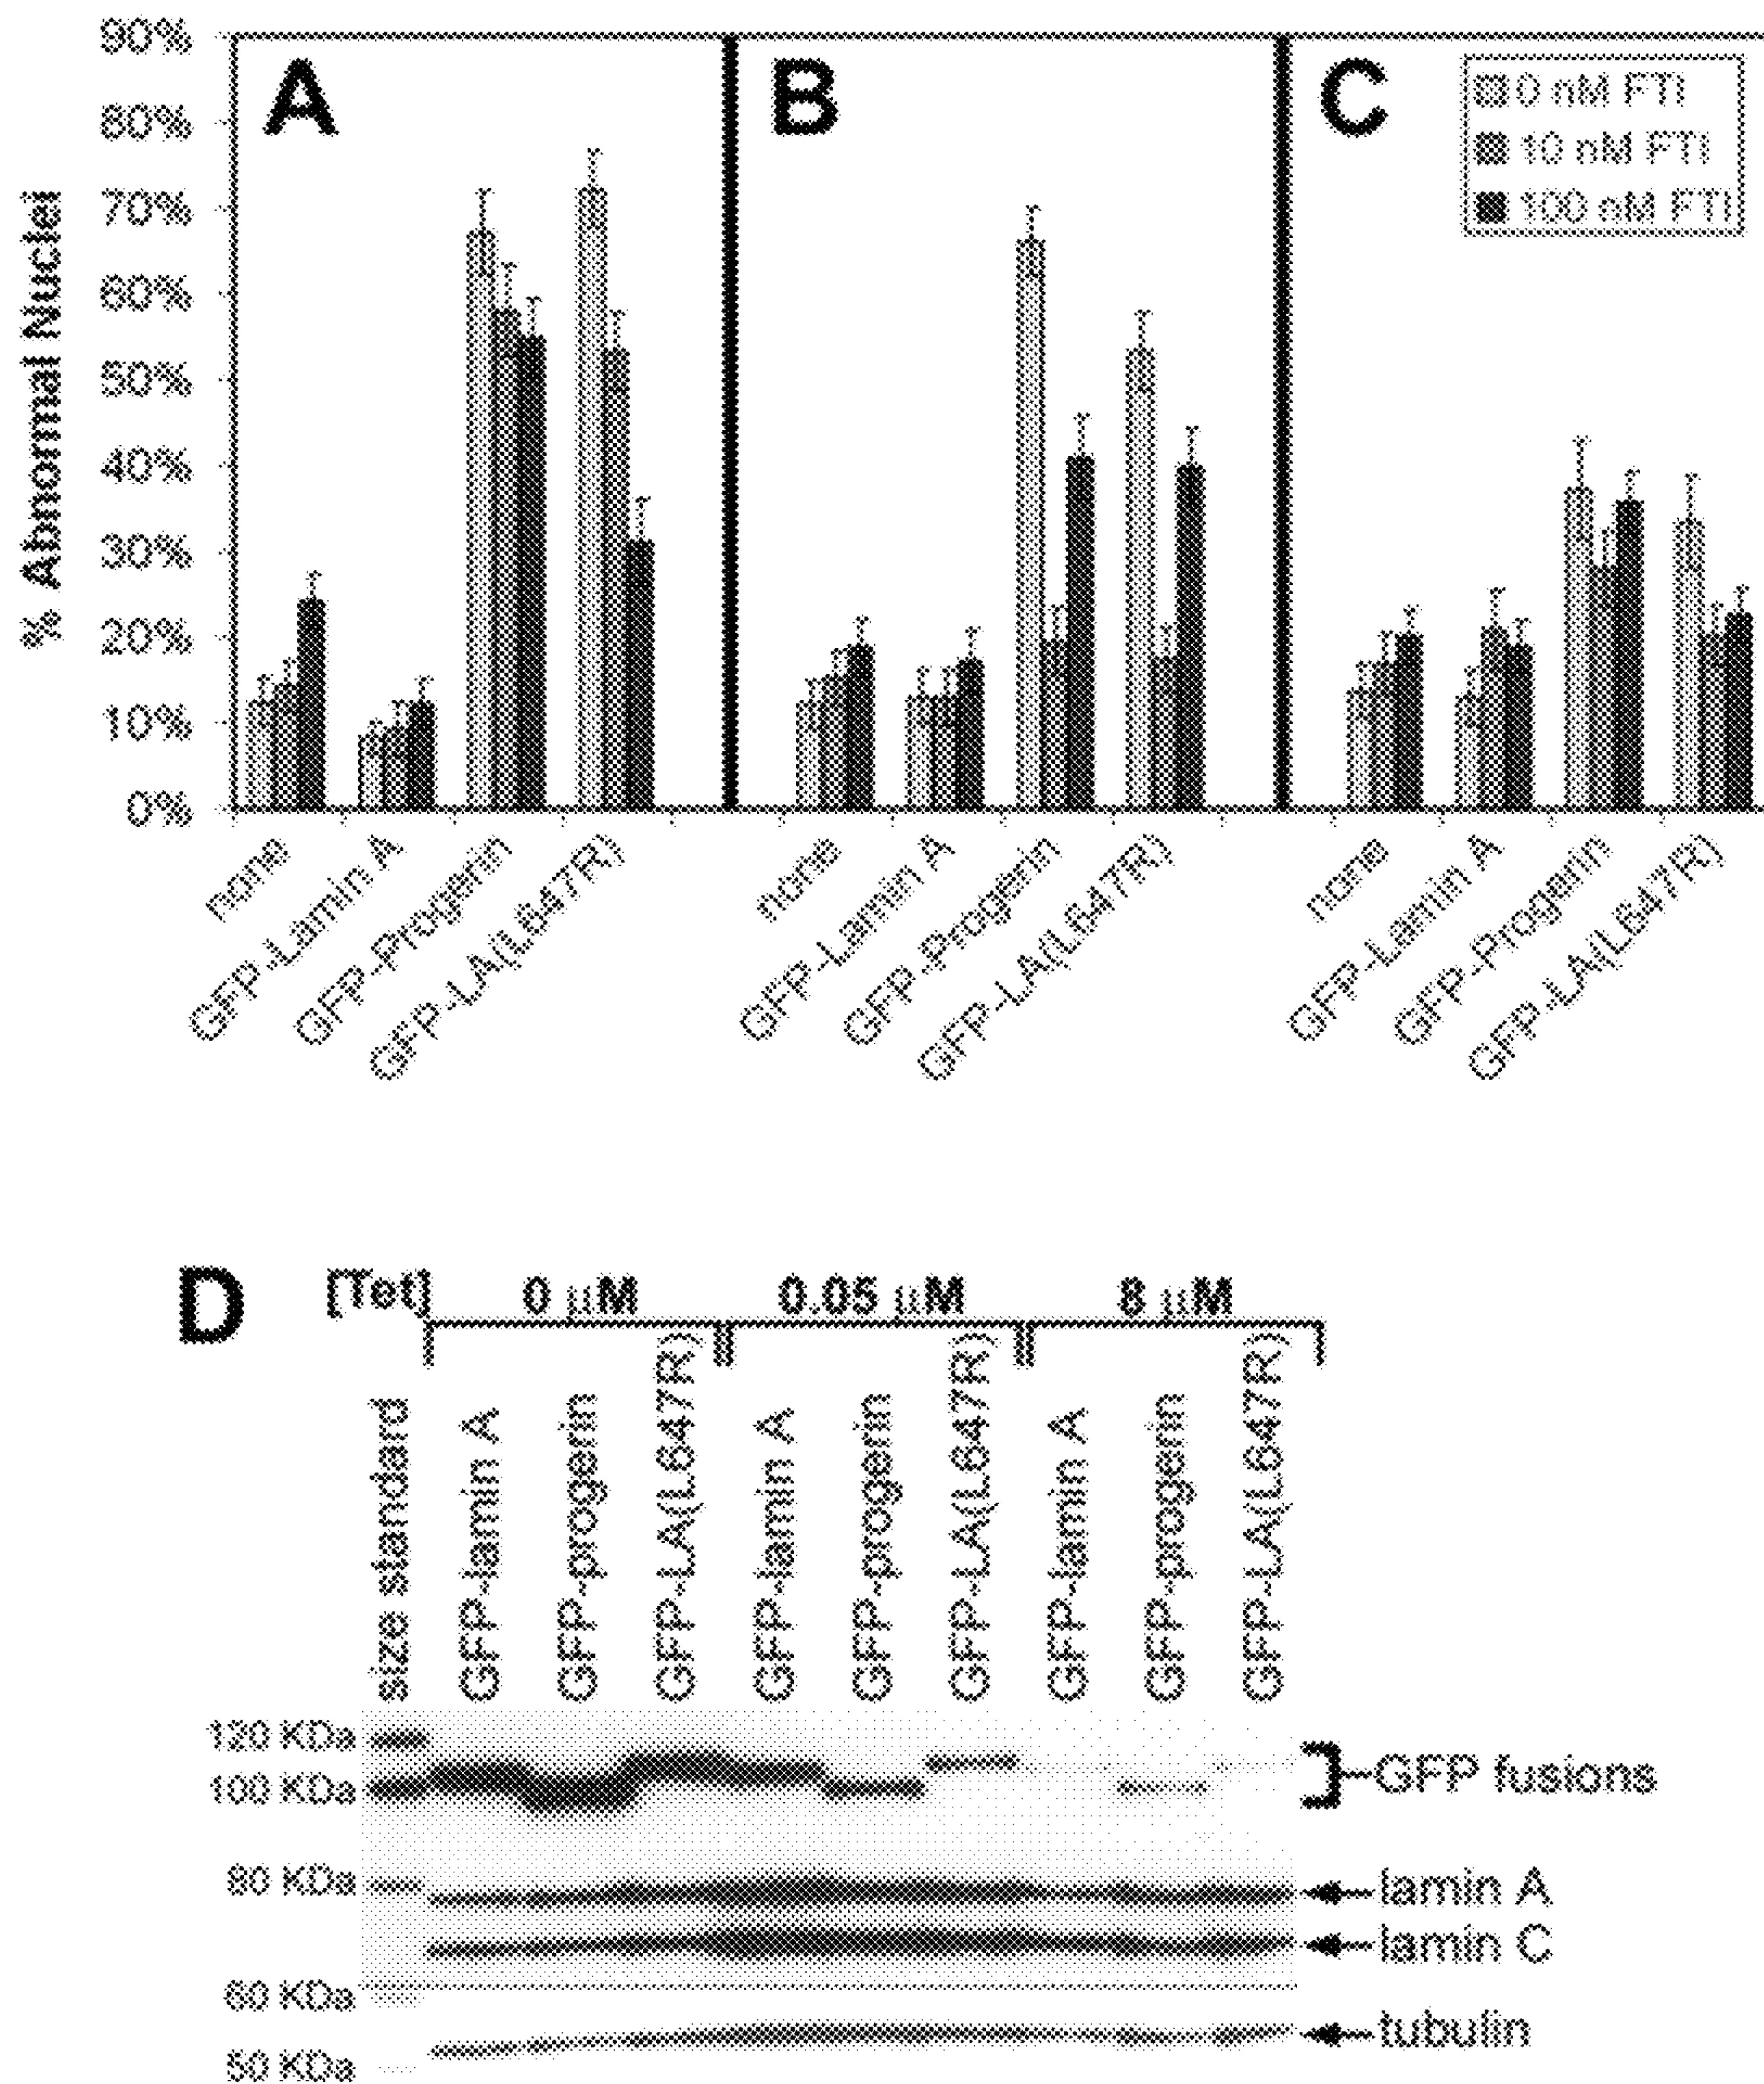 90%
80%
70%
60%
50%
40%
30%
20%
10%
0%
% Abnormal Nuclei
A
B
C
0 nM FTI
10 nM FTI
100 nM FTI
none
GFP-Lamin A
GFP-Progerin
GFP-LA(L647R)
none
GFP-Lamin A
GFP-Progerin
GFP-LA(L647R)
none
GFP-Lamin A
GFP-Progerin
GFP-LA(L647R)
D
[Tet] 0 µM 0.05 µM 8 µM
size standard
GFP-lamin A
GFP-progerin
GFP-LA(L647R)
GFP-lamin A
GFP-progerin
GFP-LA(L647R)
GFP-lamin A
GFP-progerin
GFP-LA(L647R)
120 KDa
100 KDa
80 KDa
60 KDa
50 KDa
GFP fusions
lamin A
lamin C
tubulin